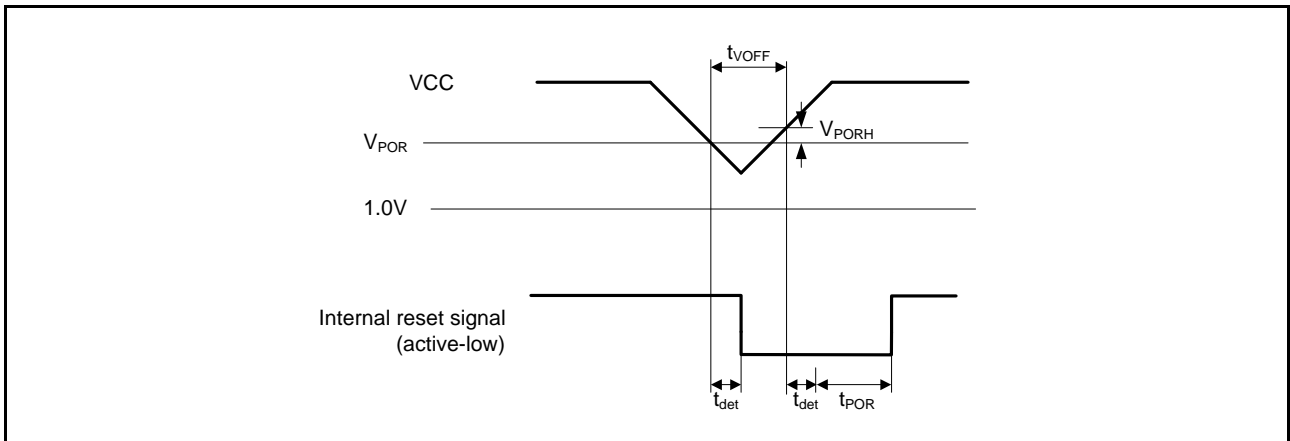 tVOFF
VCC
VPORH
VPOR
1.0V
Internal reset signal
(active-low)
tdet
tdet
tPOR